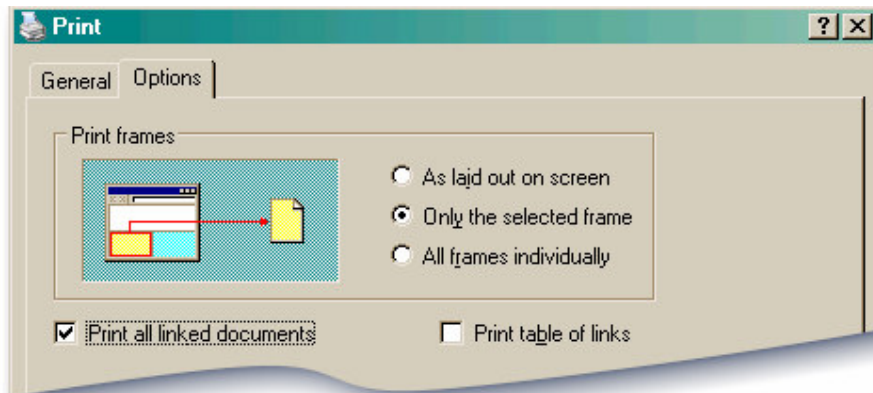 Print
General Options
Print frames
As laid out on screen
Only the selected frame
All frames individually
Print all linked documents Print table of links